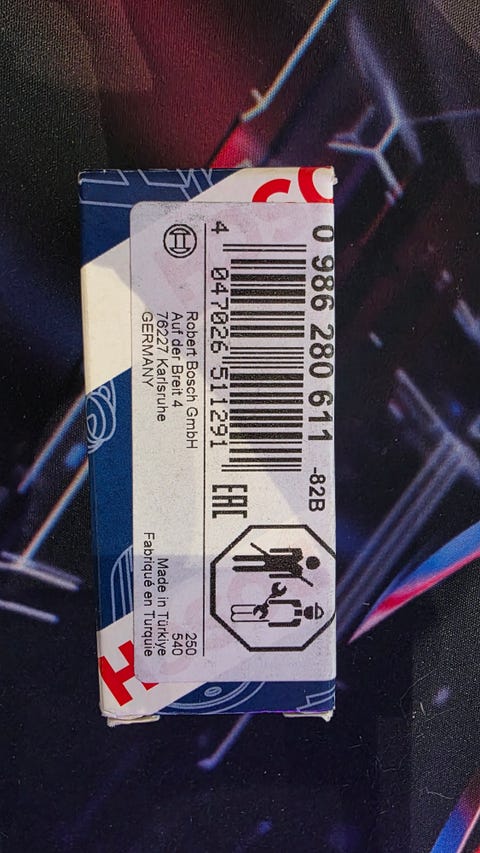 0 986 280 611
-82B
4 047026 511291
EAC
Robert Bosch GmbH
Auf der Breit 4
76227 Karlsruhe
GERMANY
250
540
Made in Türkiye
Fabriqué en Turquie